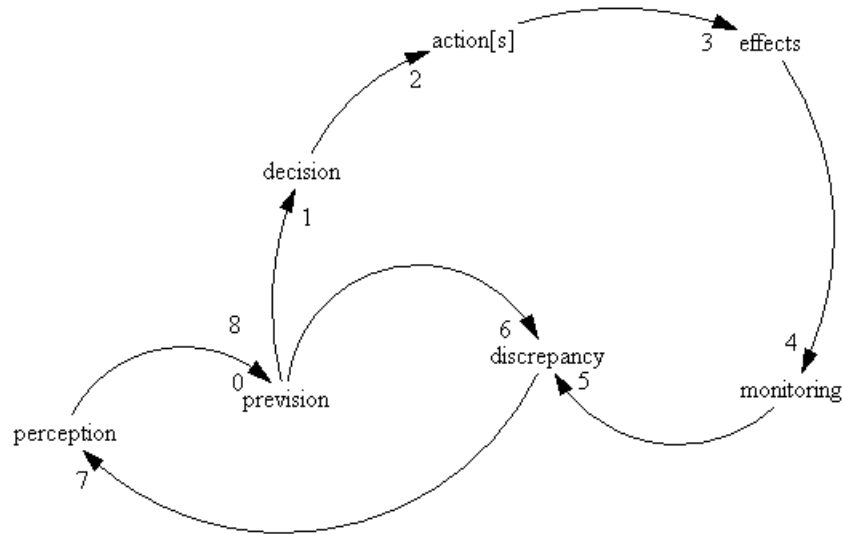 action[s]
3
effects
2
decision
1
8
6
4
discrepancy
0
5
prevision
monitoring
perception
7